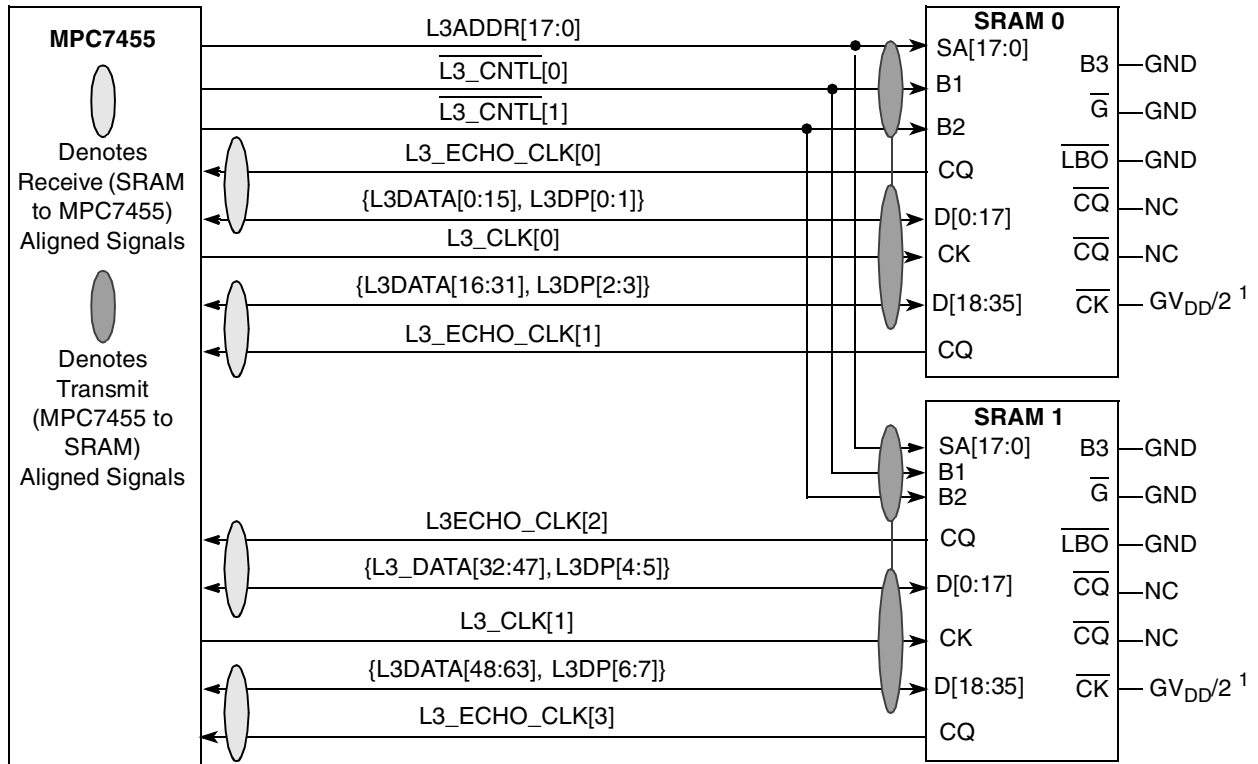 MPC7455
Denotes
Receive (SRAM
to MPC7455)
Aligned Signals
Denotes
Transmit
(MPC7455 to
SRAM)
Aligned Signals
L3ADDR[17:0]
L3_CNTL[0]
L3_CNTL[1]
L3_ECHO_CLK[0]
{L3DATA[0:15], L3DP[0:1]}
L3_CLK[0]
{L3DATA[16:31], L3DP[2:3]}
L3_ECHO_CLK[1]
L3ECHO_CLK[2]
{L3_DATA[32:47], L3DP[4:5]}
L3_CLK[1]
{L3DATA[48:63], L3DP[6:7]}
L3_ECHO_CLK[3]
SRAM 0
SA[17:0]
B1
B2
CQ
D[0:17]
CK
D[18:35]
CQ
B3 GND
G GND
LBO GND
CQ NC
CQ NC
CK GVDD/2 1
SRAM 1
SA[17:0]
B1
B2
CQ
D[0:17]
CK
D[18:35]
CQ
B3 GND
G GND
LBO GND
CQ NC
CQ NC
CK GVDD/2 1